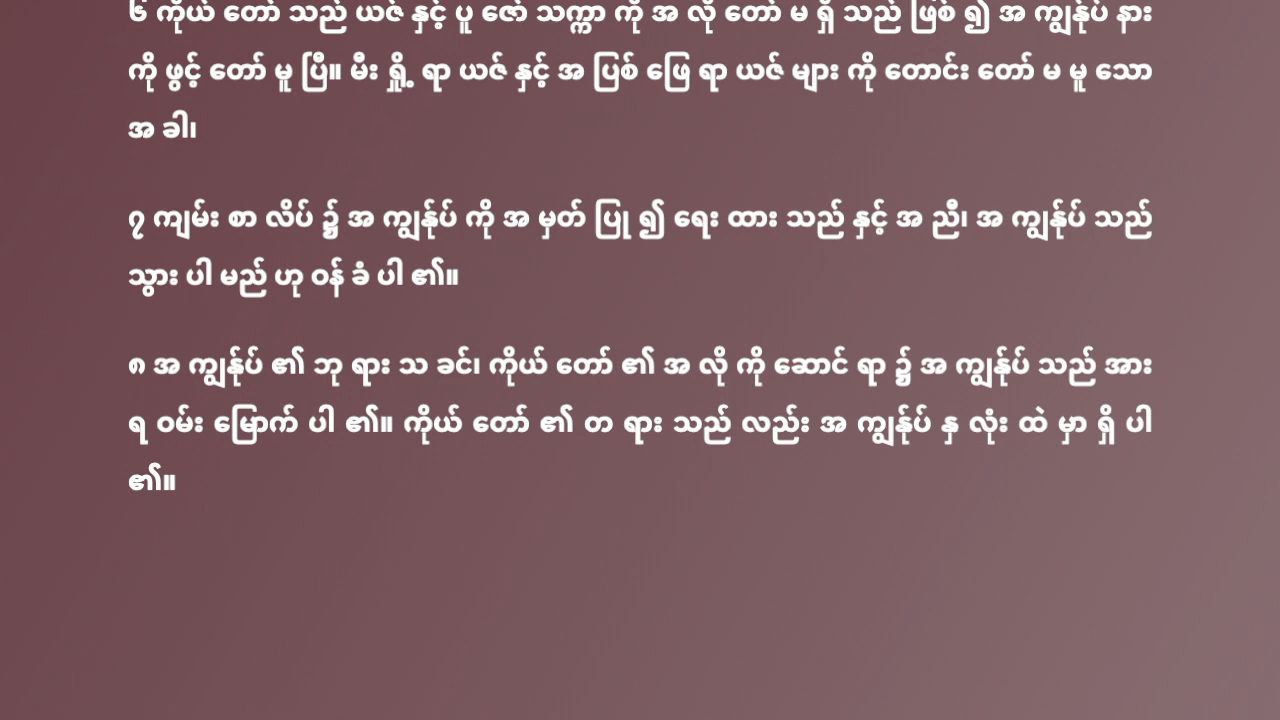 ၆ ကိုယ် တော် သည် ယဇ် နှင့် ပူ ဇော် သက္ကာ ကို အ လို တော် မ ရှိ သည် ဖြစ် ၍ အ ကျွန်ုပ် နား
ကို ဖွင့် တော် မူ ပြီ။ မီး ရှို့ ရာ ယဇ် နှင့် အ ပြစ် ဖြေ ရာ ယဇ် များ ကို တောင်း တော် မ မူ သော
အ ခါ၊
၇ ကျမ်း စာ လိပ် ၌ အ ကျွန်ုပ် ကို အ မှတ် ပြု ၍ ရေး ထား သည် နှင့် အ ညီ၊ အ ကျွန်ုပ် သည်
သွား ပါ မည် ဟု ဝန် ခံ ပါ ၏။
၈ အ ကျွန်ုပ် ၏ ဘု ရား သ ခင်၊ ကိုယ် တော် ၏ အ လို ကို ဆောင် ရာ ၌ အ ကျွန်ုပ် သည် အား
ရ ဝမ်း မြောက် ပါ ၏။ ကိုယ် တော် ၏ တ ရား သည် လည်း အ ကျွန်ုပ် နှ လုံး ထဲ မှာ ရှိ ပါ
၏။